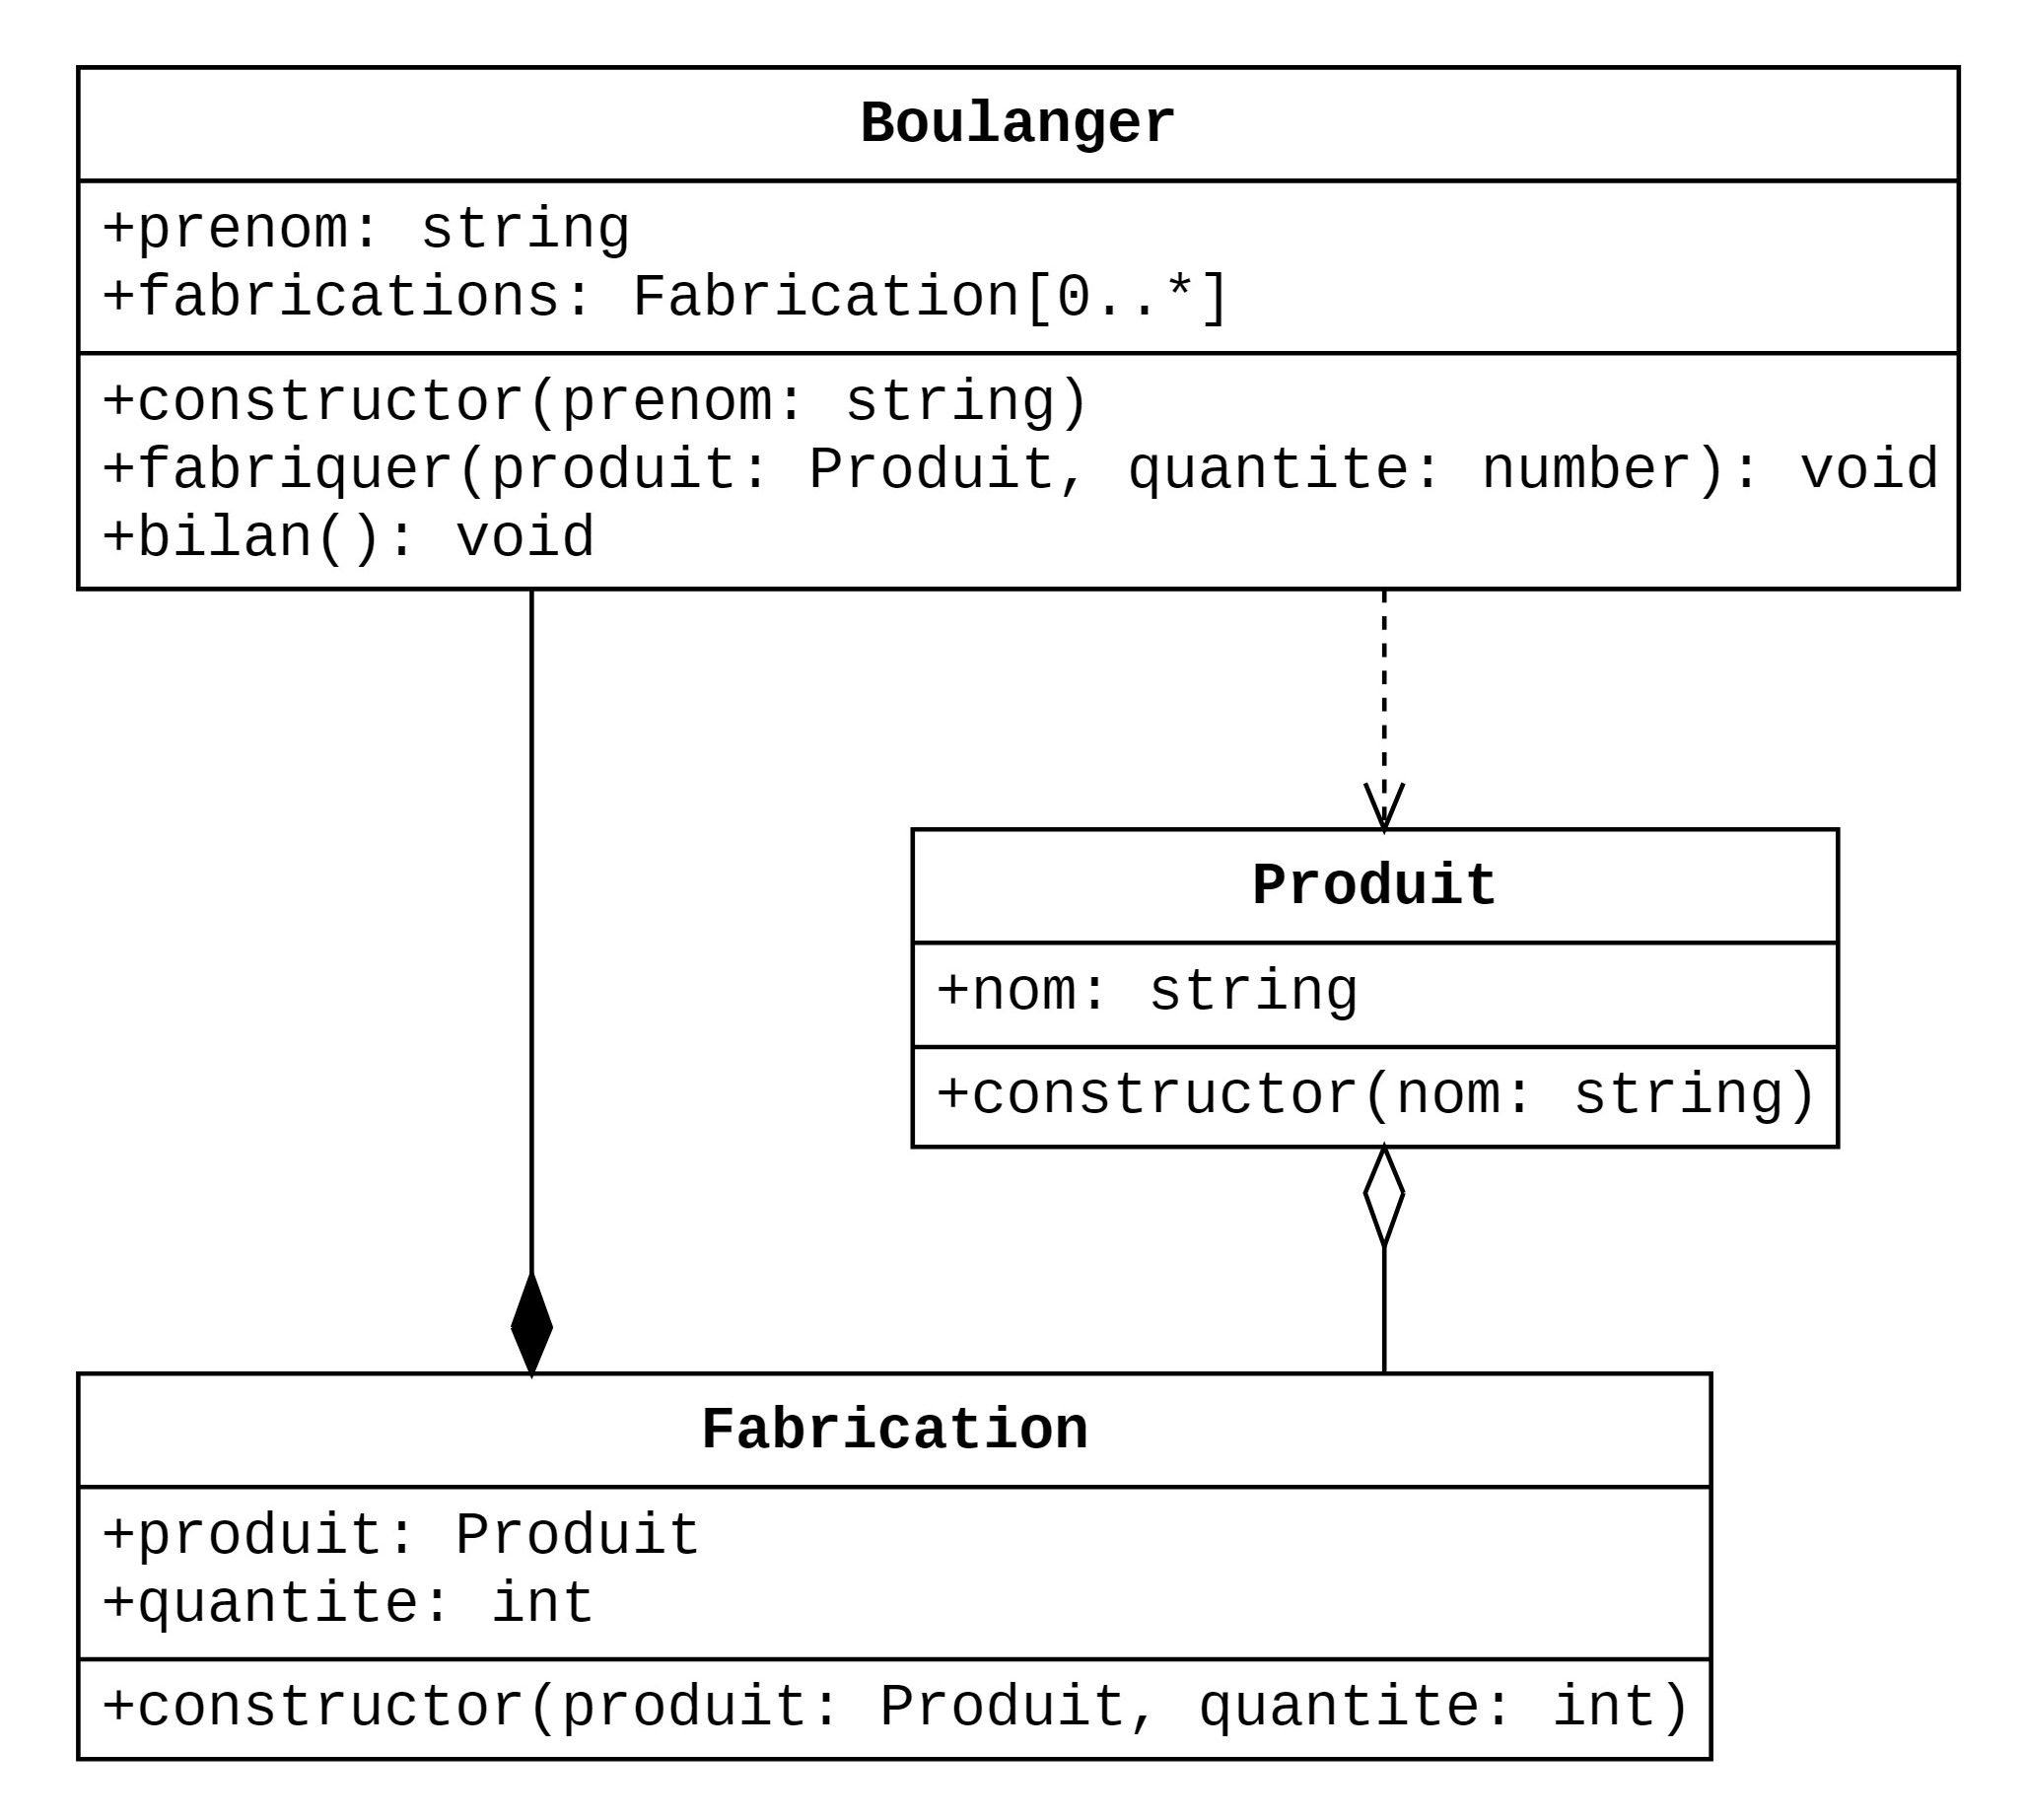 Boulanger
+prenom: string
+fabrications: Fabrication[0..*]
+constructor(prenom: string)
+fabriquer(produit: Produit, quantite: number): void
+bilan(): void
Produit
+nom: string
+constructor(nom: string)
Fabrication
+produit: Produit
+quantite: int
+constructor(produit: Produit, quantite: int)